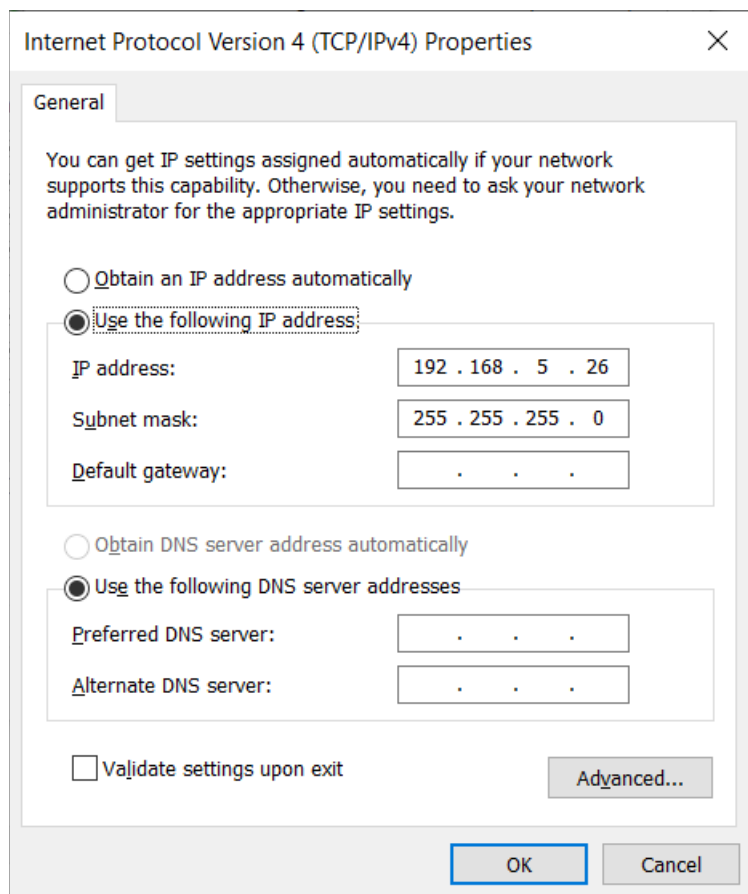 Internet Protocol Version 4 (TCP/IPv4) Properties
General
You can get IP settings assigned automatically if your network
supports this capability. Otherwise, you need to ask your network
administrator for the appropriate IP settings.
Obtain an IP address automatically
Use the following IP address:
IP address:
192 . 168 . 5 . 26
Subnet mask:
255 . 255 . 255 . 0
Default gateway:
. . .
Obtain DNS server address automatically
Use the following DNS server addresses
Preferred DNS server:
. . .
Alternate DNS server:
. . .
Validate settings upon exit
Advanced...
OK
Cancel